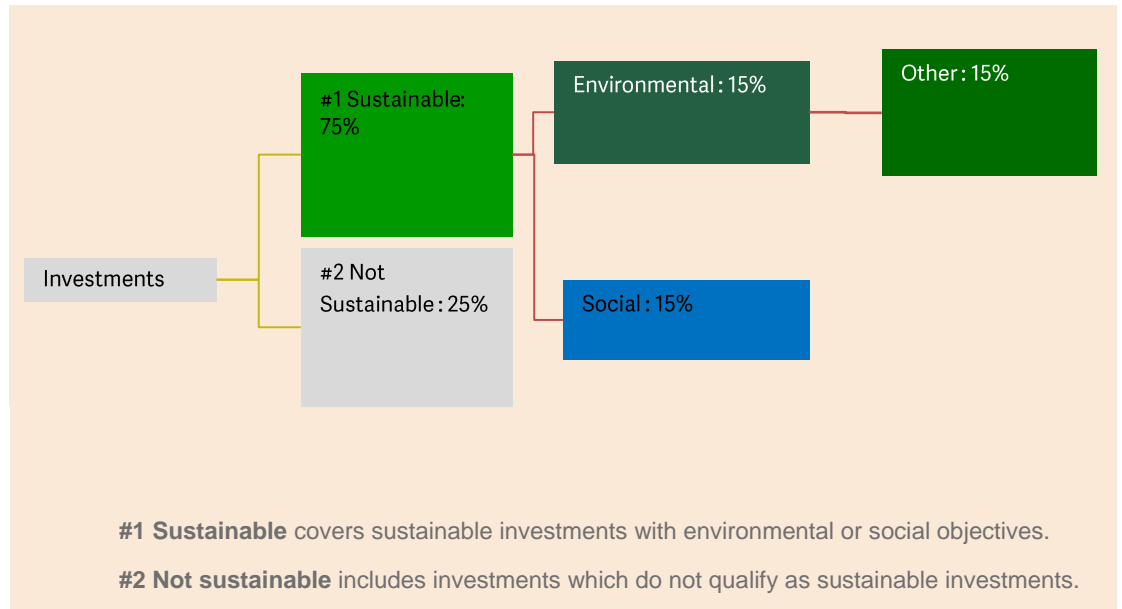 #1 Sustainable:
75%
Environmental : 15%
Other : 15%
Investments
#2 Not
Sustainable : 25%
Social : 15%
#1 Sustainable covers sustainable investments with environmental or social objectives.
#2 Not sustainable includes investments which do not qualify as sustainable investments.